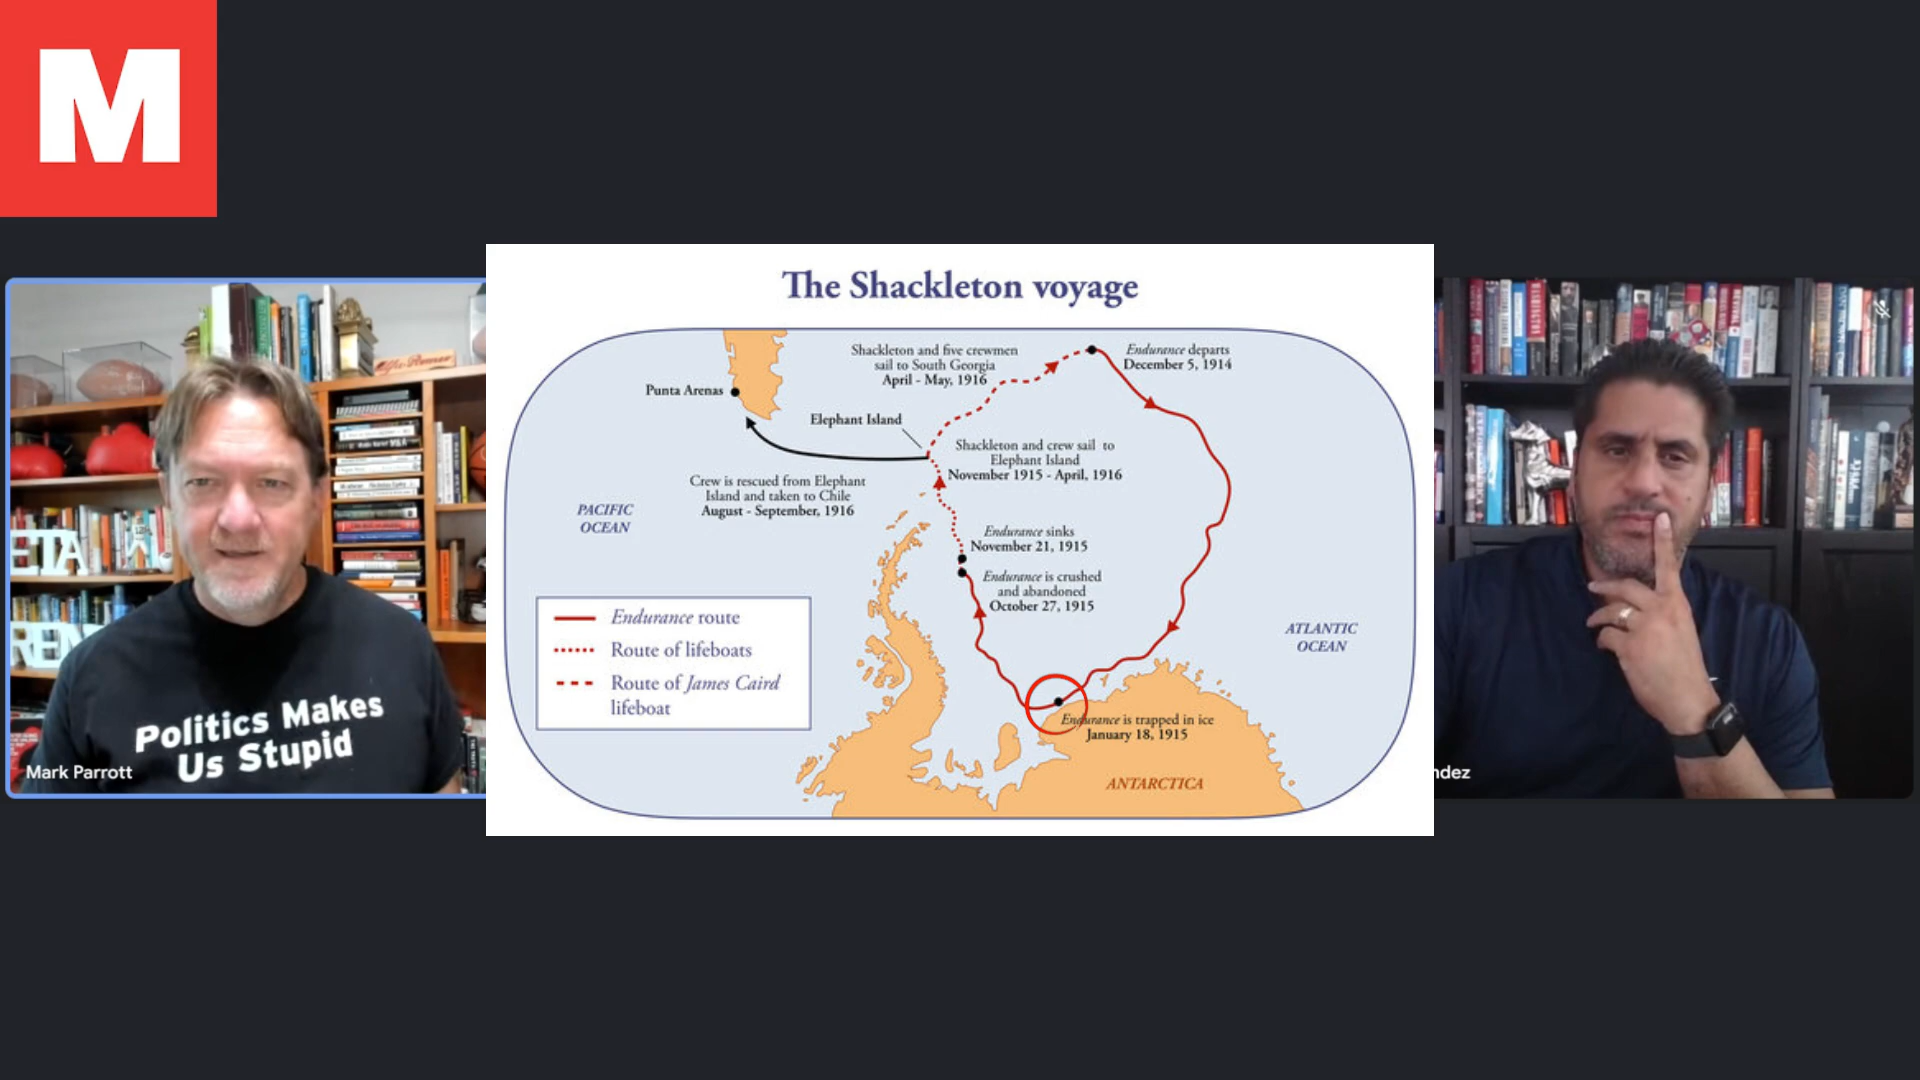 M
The Shackleton voyage
Shackleton and five crewmen
sail to South Georgia
April - May, 1916
Endurance departs
December 5, 1914
Punta Arenas
Elephant Island
Shackleton and crew sail to
Elephant Island
November 1915 - April, 1916
Crew is rescued from Elephant
Island and taken to Chile
August - September, 1916
PACIFIC
OCEAN
Endurance sinks
November 21, 1915
Endurance is crushed
and abandoned
October 27, 1915
Endurance route
Route of lifeboats
Route of James Caird
lifeboat
ATLANTIC
OCEAN
Endurance is trapped in ice
January 18, 1915
ANTARCTICA
ETA
REN
Politics Makes
Us Stupid
Mark Parrott
ndez